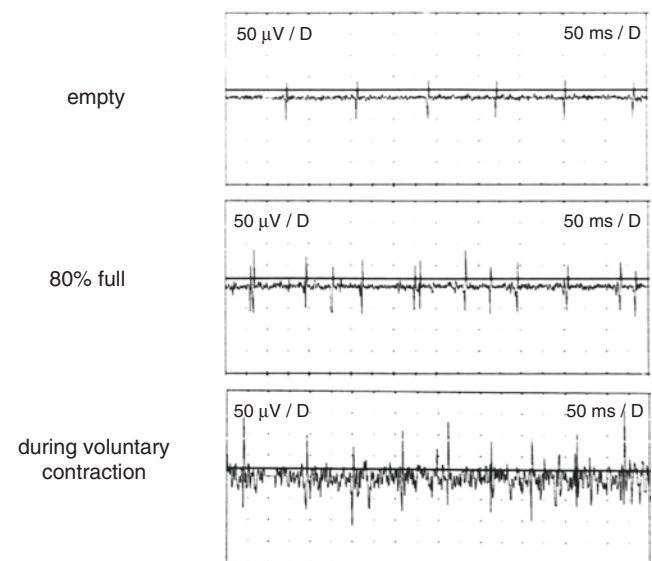 50 μV / D 50 ms / D
empty
50 μV / D 50 ms / D
80% full
50 μV / D 50 ms / D
during voluntary
contraction